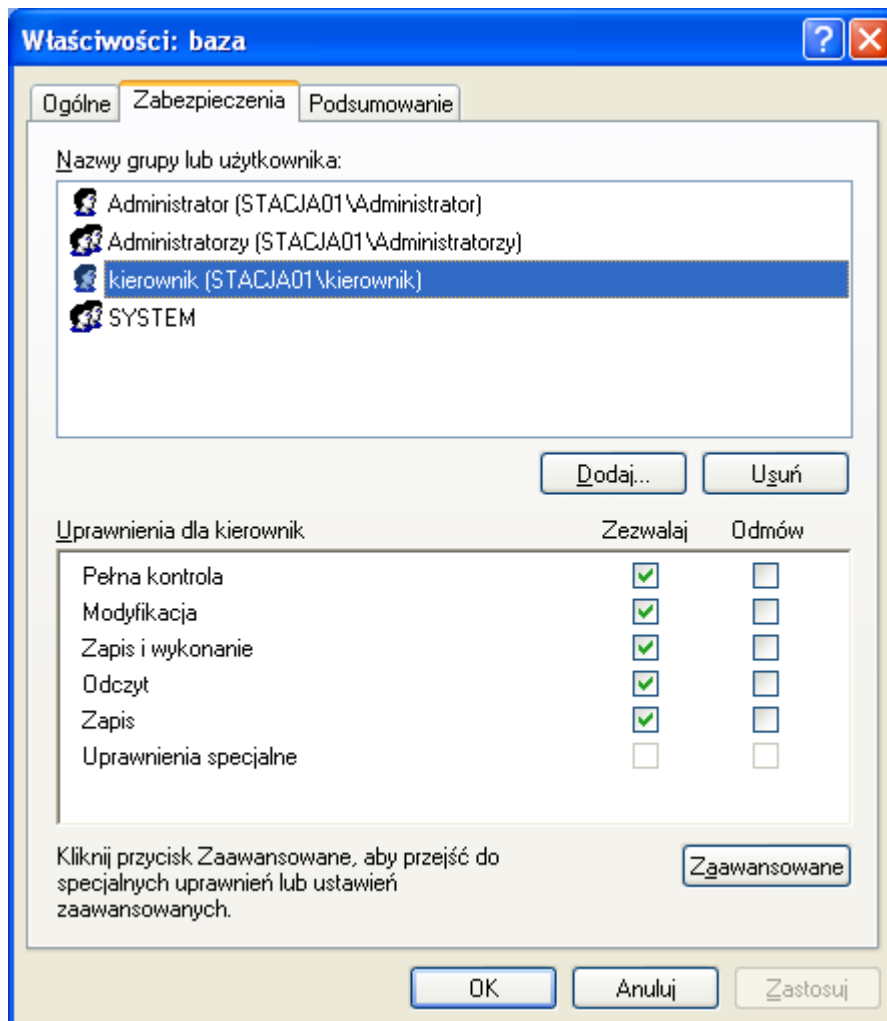 Właściwości: baza
?
Ogólne Zabezpieczenia Podsumowanie
Nazwy grupy lub użytkownika:
Administrator (STACJA01\Administrator)
Administratorzy (STACJA01\Administratorzy)
kierownik (STACJA01\kierownik)
SYSTEM
Dodaj... Usuń
Uprawnienia dla kierownik Zezwalaj Odmów
Pełna kontrola
Modyfikacja
Zapis i wykonanie
Odczyt
Zapis
Uprawnienia specjalne
Kliknij przycisk Zaawansowane, aby przejść do
specjalnych uprawnień lub ustawień
zaawansowanych.
Zaawansowane
OK Anuluj Zastosuj